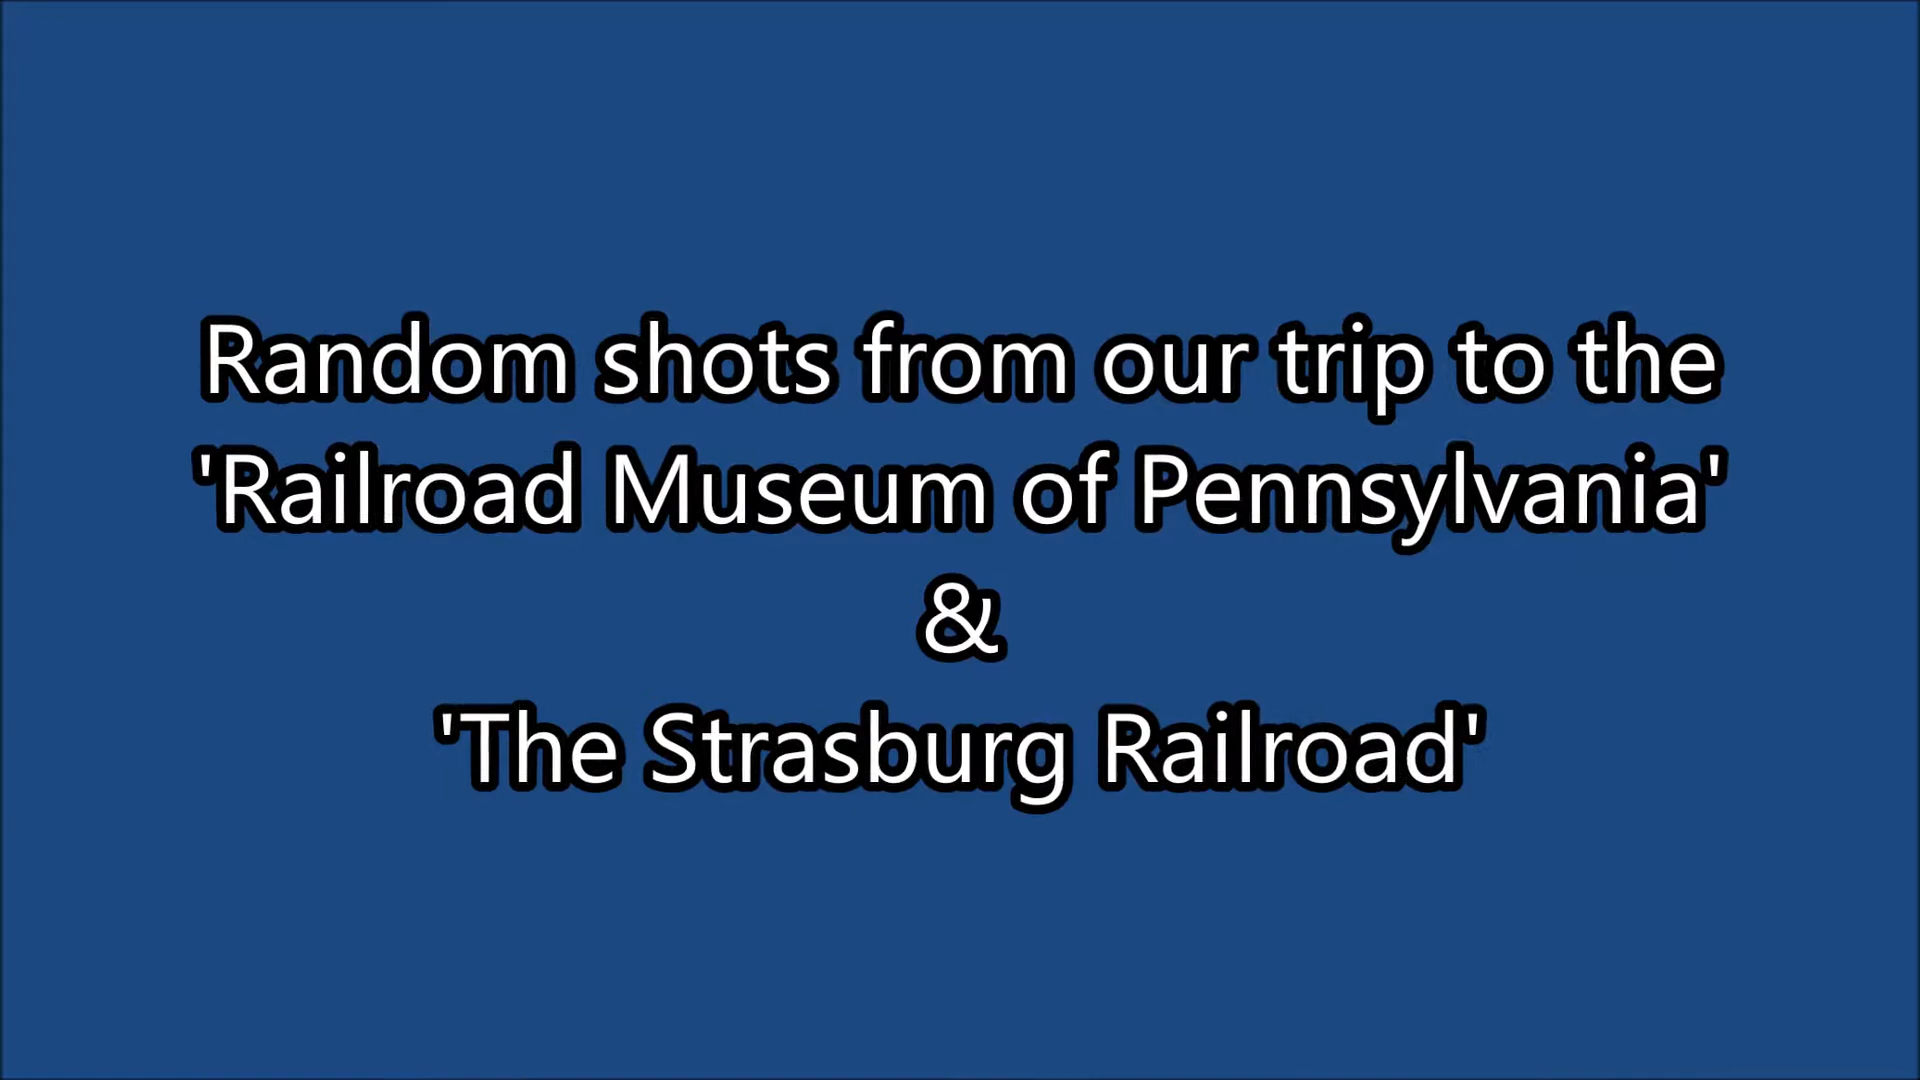 Random shots from our trip to the
'Railroad Museum of Pennsylvania'
&
'The Strasburg Railroad'